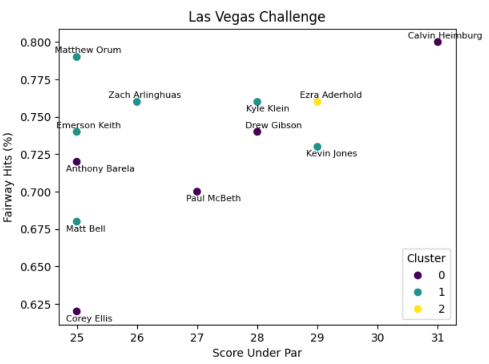 Las Vegas Challenge
Calvin Heimburg
0.800
Matthew Orum
0.775
Zach Arlinghuas
Ezra Aderhold
Kyle Klein
0.750
Emerson Keith
Drew Gibson
Kevin Jones
0.725
Anthony Barela
0.700
Paul McBeth
0.675
Matt Bell
0.650
0.625
Corey Ellis
Fairway Hits (%)
Cluster
0
1
2
25 26 27 28 29 30 31
Score Under Par